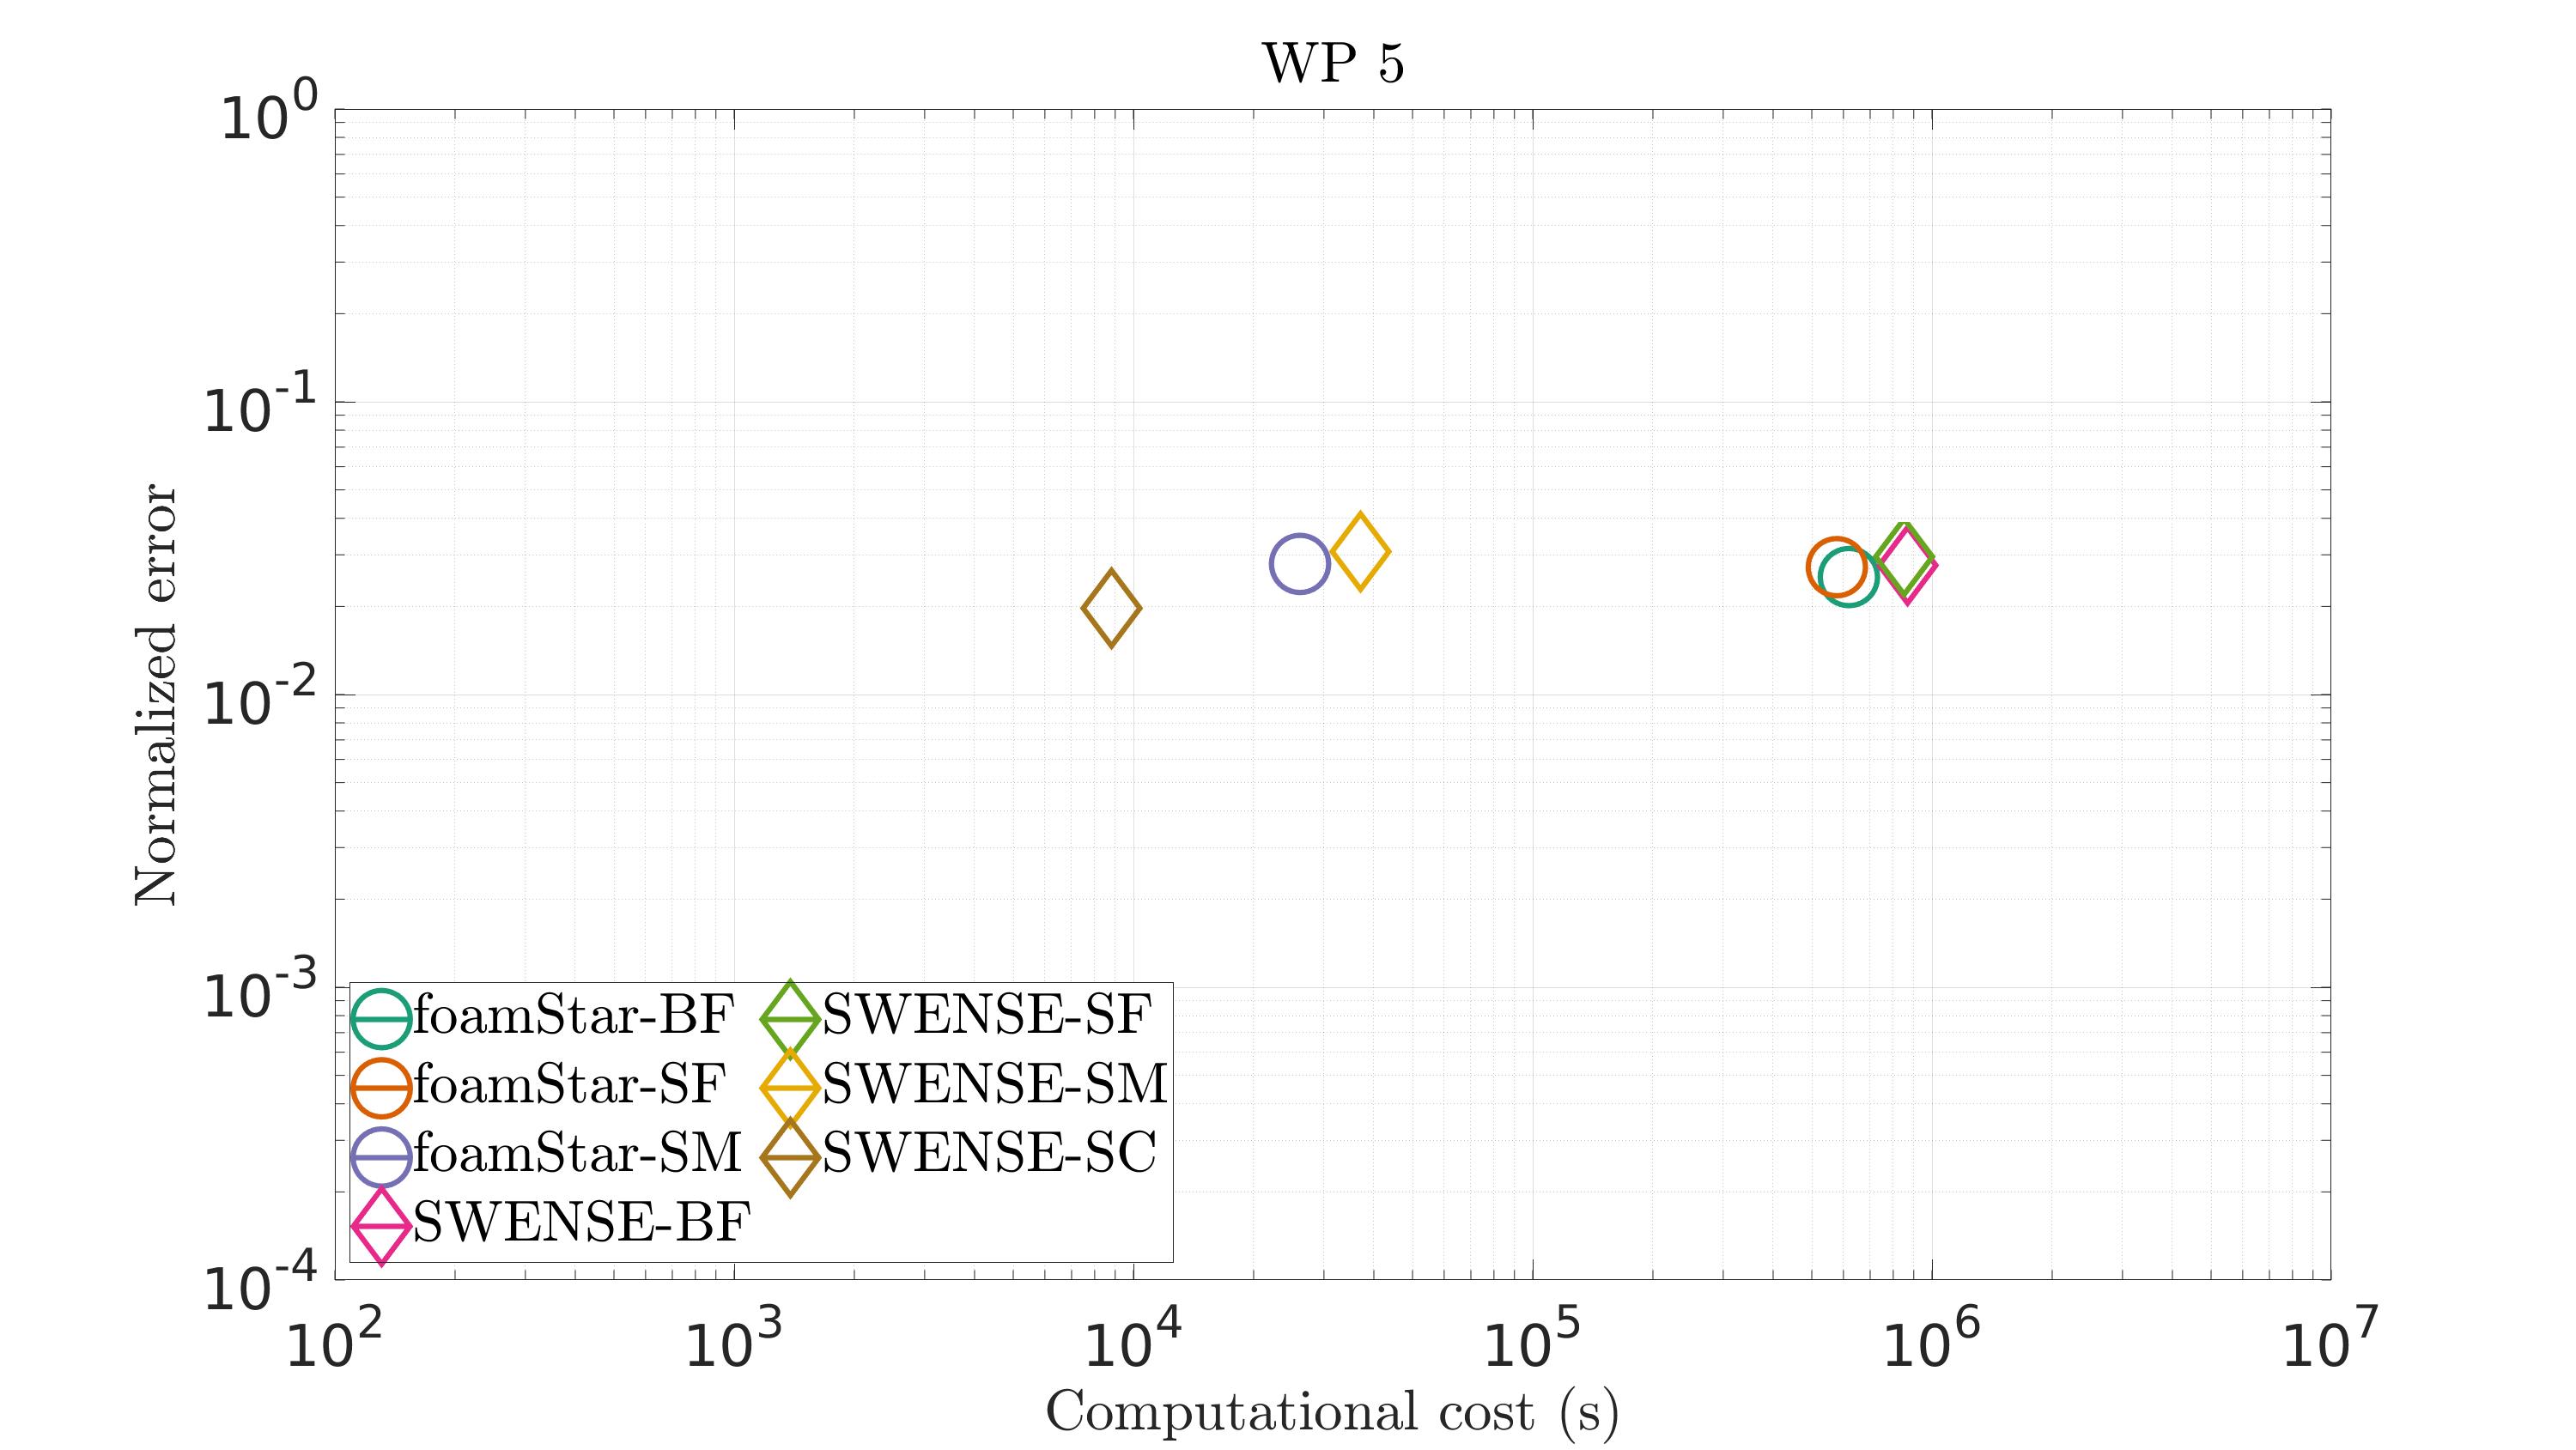 WP 5
10^0
10^-1
10^-2
10^-3
10^-4
Normalized error
foamStar-BF
foamStar-SF
foamStar-SM
SWENSE-BF
SWENSE-SF
SWENSE-SM
SWENSE-SC
10^2 10^3 10^4 10^5 10^6 10^7
Computational cost (s)